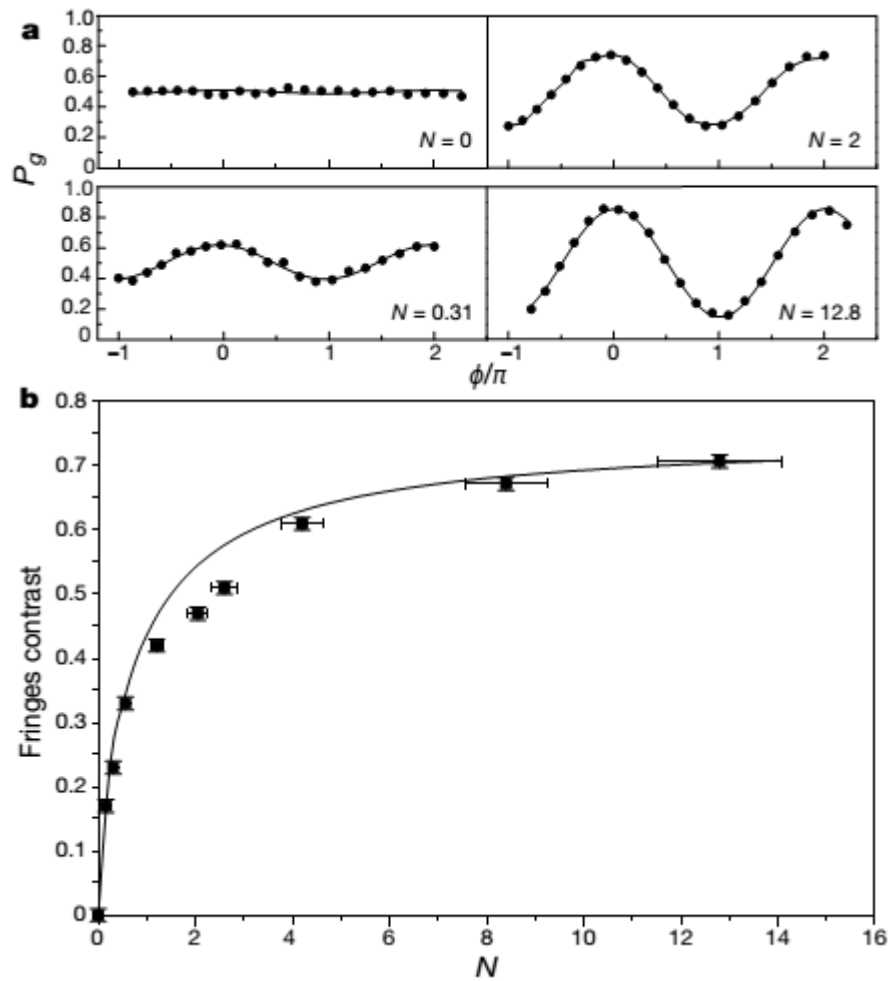 a
1.0
0.8
0.6
0.4
0.2
0
N = 0
N = 2
P_g
1.0
0.8
0.6
0.4
0.2
0
N = 0.31
N = 12.8
−1 0 1 2 −1 0 1 2
ϕ/π
b
0.8
0.7
0.6
0.5
0.4
0.3
0.2
0.1
0
Fringes contrast
0 2 4 6 8 10 12 14 16
N